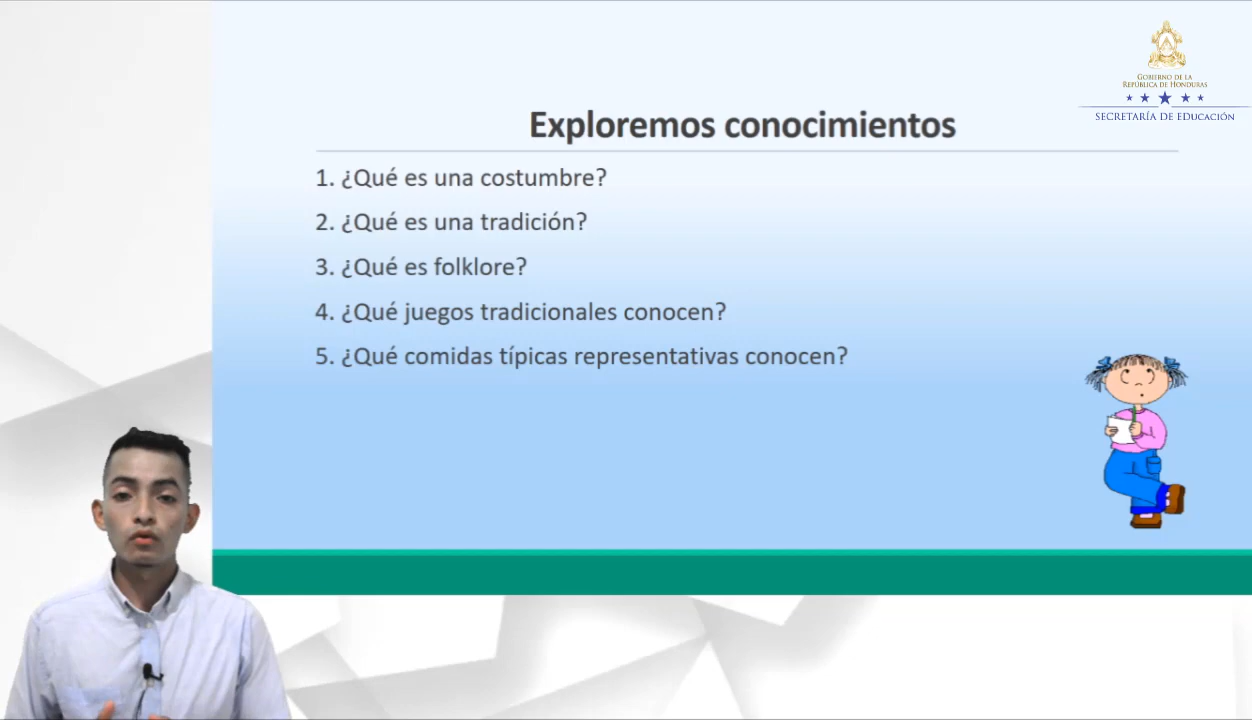 GOBIERNO DE LA
REPÚBLICA DE HONDURAS
SECRETARÍA DE EDUCACIÓN
Exploremos conocimientos
1. ¿Qué es una costumbre?
2. ¿Qué es una tradición?
3. ¿Qué es folklore?
4. ¿Qué juegos tradicionales conocen?
5. ¿Qué comidas típicas representativas conocen?